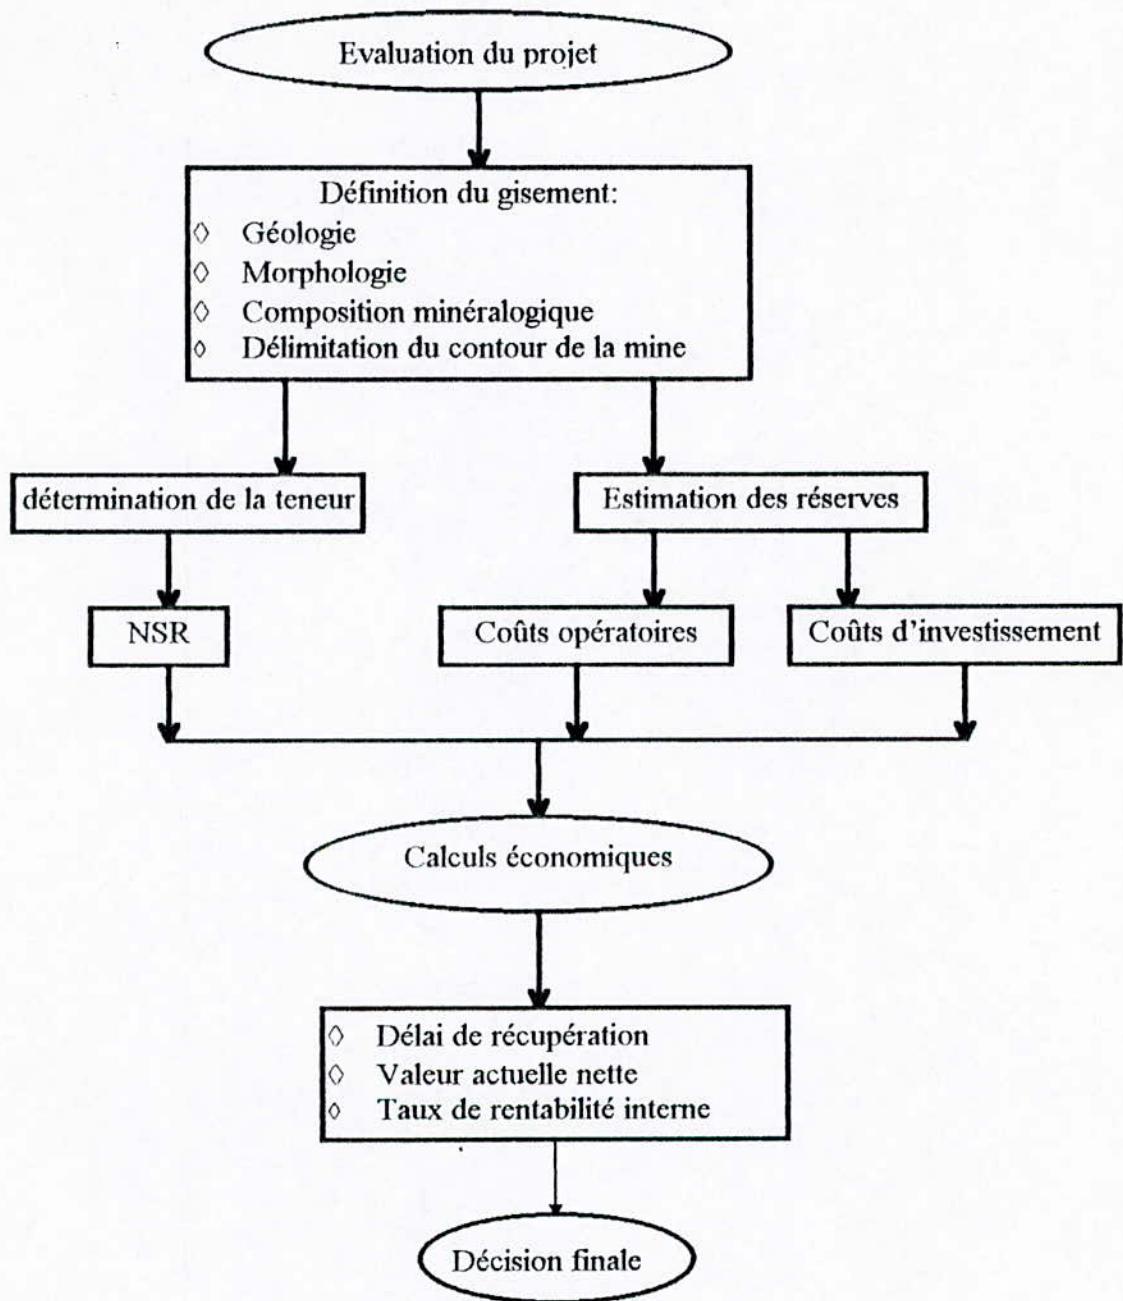 Evaluation du projet
Définition du gisement:
◊ Géologie
◊ Morphologie
◊ Composition minéralogique
◊ Délimitation du contour de la mine
détermination de la teneur
Estimation des réserves
NSR
Coûts opératoires
Coûts d'investissement
Calculs économiques
◊ Délai de récupération
◊ Valeur actuelle nette
◊ Taux de rentabilité interne
Décision finale